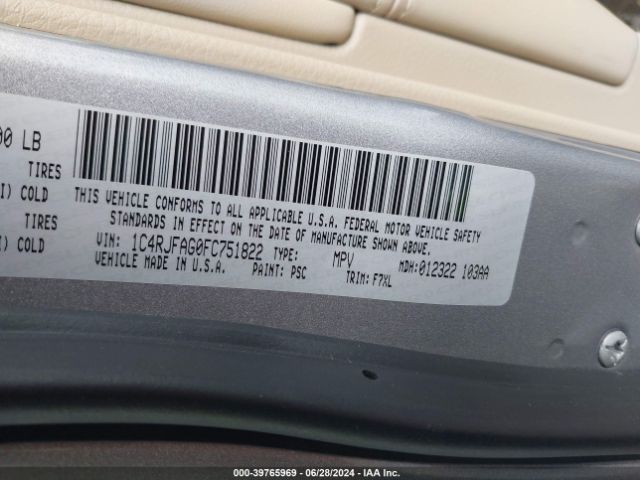 00 LB
TIRES
I) COLD
TIRES
I) COLD
THIS VEHICLE CONFORMS TO ALL APPLICABLE U.S.A. FEDERAL MOTOR VEHICLE SAFETY
STANDARDS IN EFFECT ON THE DATE OF MANUFACTURE SHOWN ABOVE.
VIN: 1C4RJFAG0FC751822 TYPE: MPV MDH:012322 103AA
VEHICLE MADE IN U.S.A. PAINT: PSC TRIM: F7XL
000-39765969 | 06/28/2024 | IAA Inc.